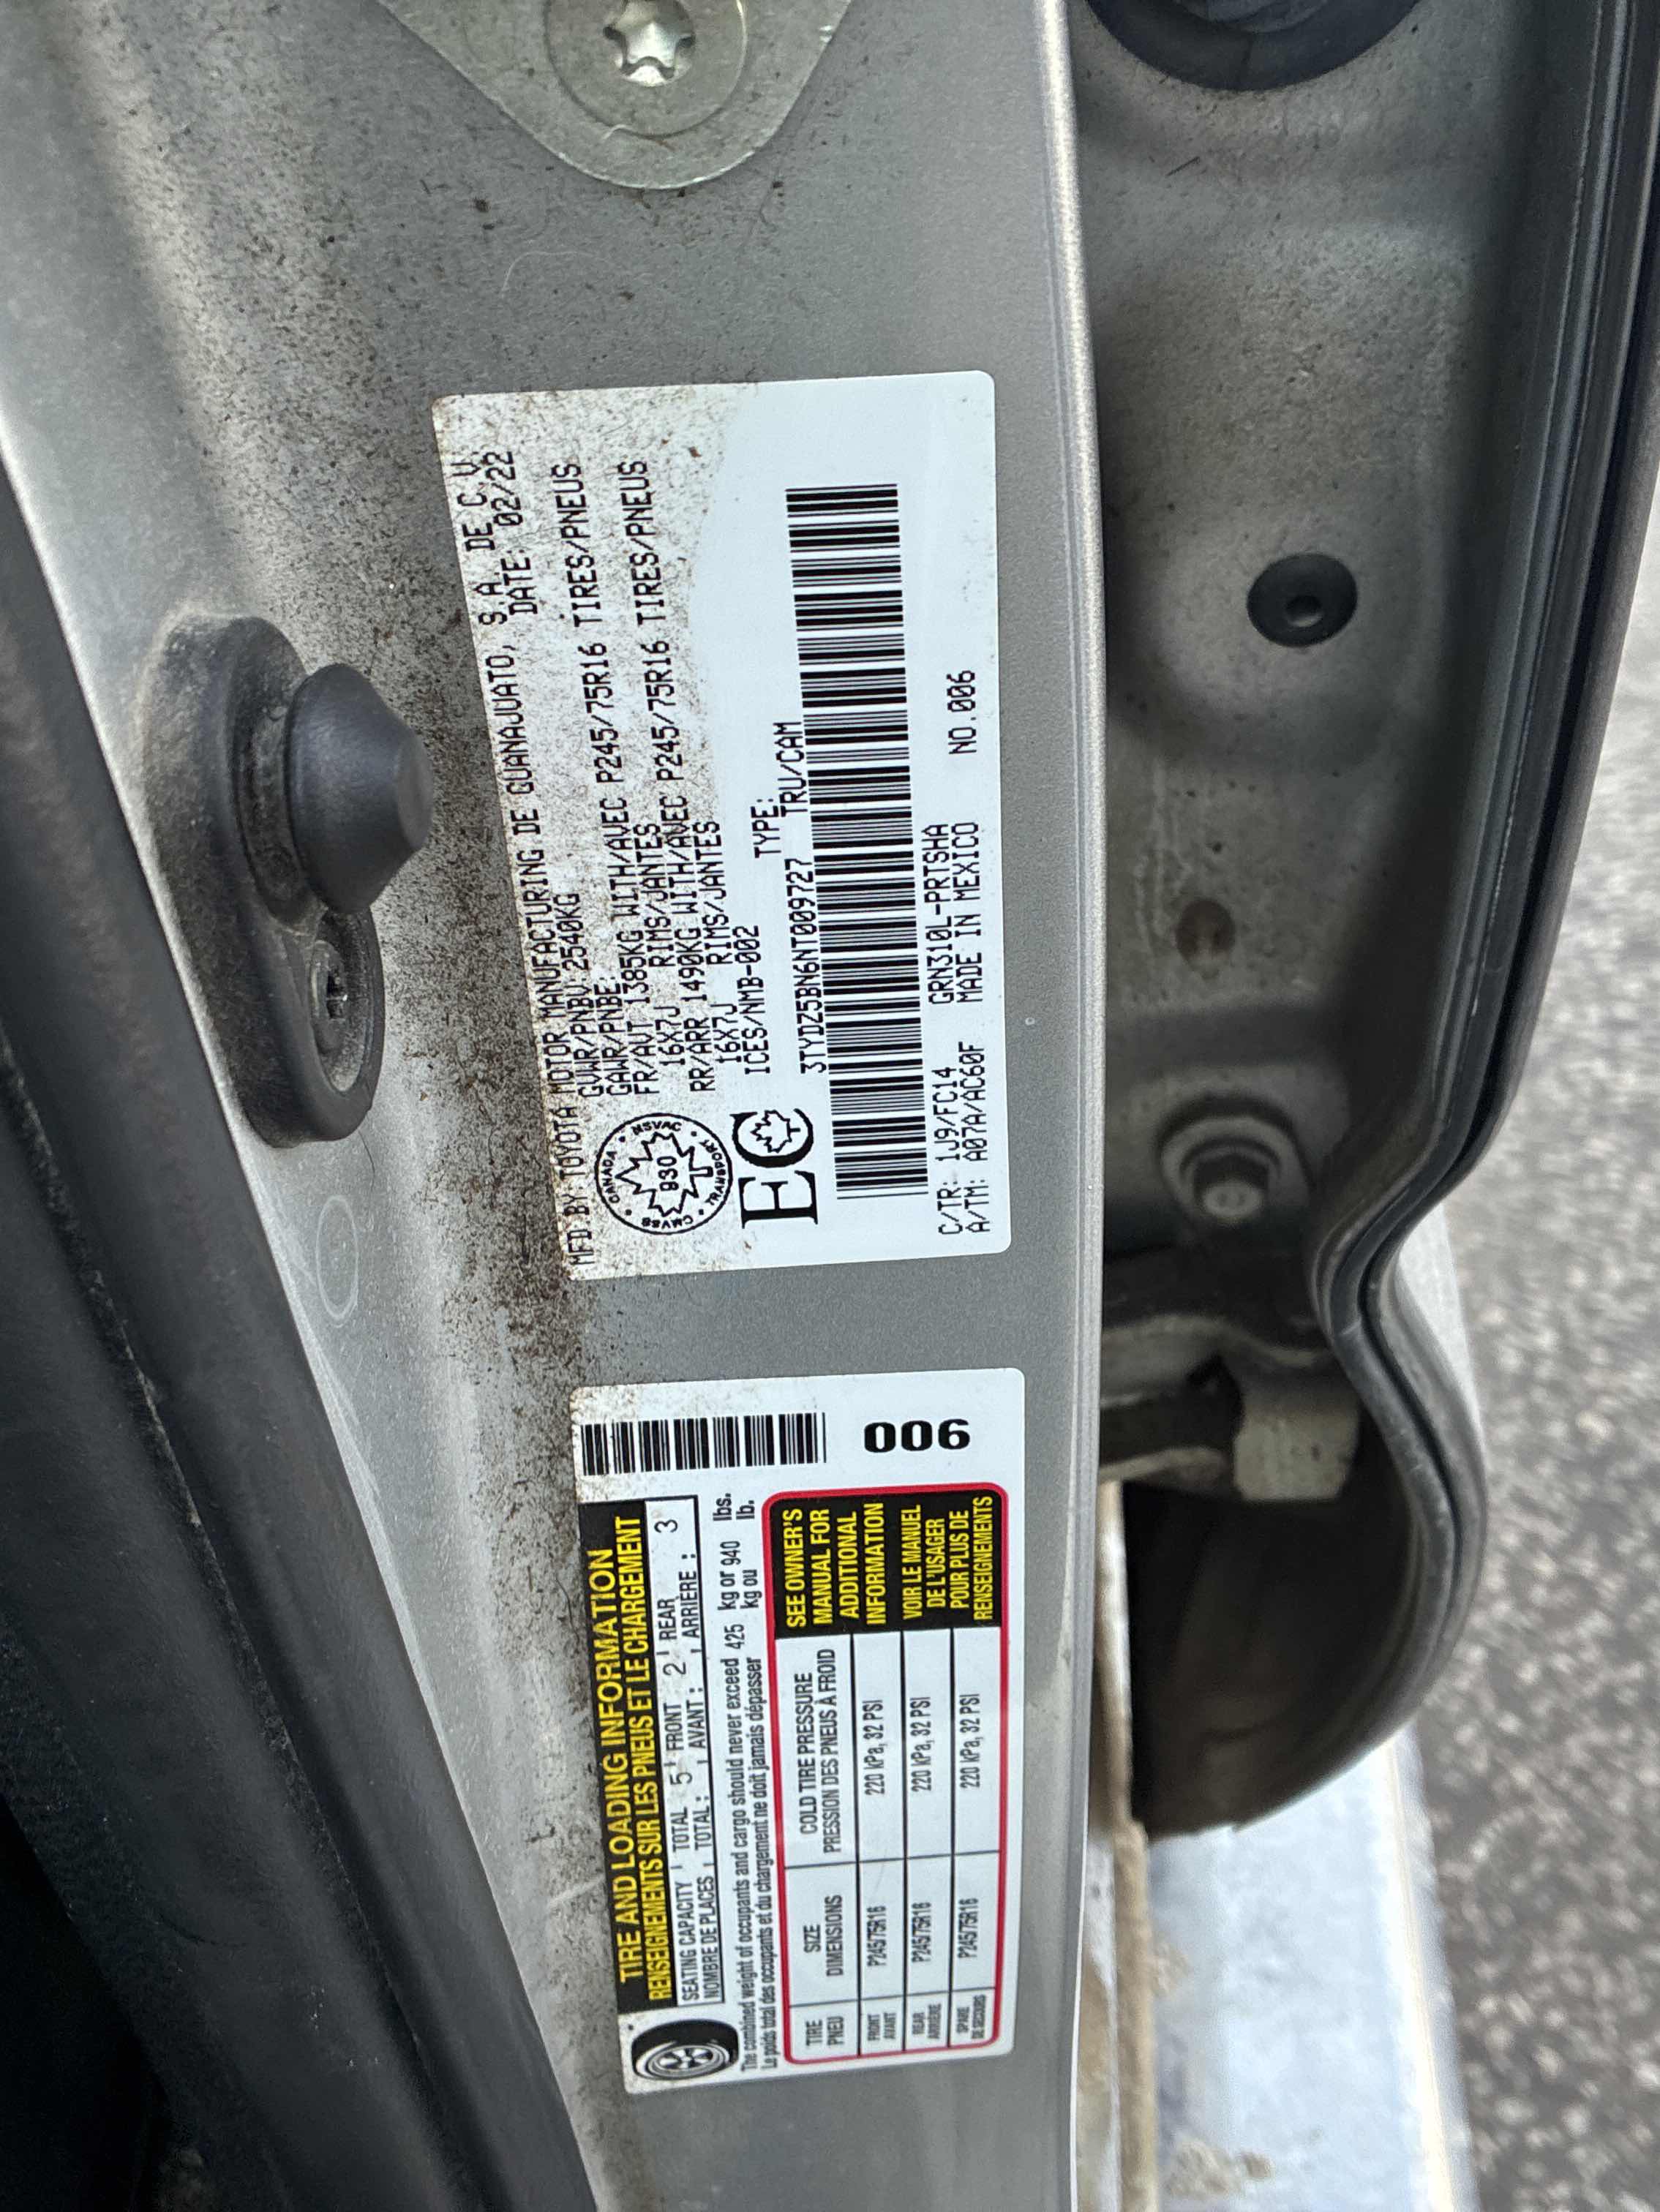 MFD BY TOYOTA MOTOR MANUFACTURING DE GUANAJUATO, S.A. DE C.V.
GVWR/PNBV: 2540KG DATE: 02/22
GAWR/PNBE:
FR/AVT 1385KG WITH/AVEC P245/75R16 TIRES/PNEUS
16X7J RIMS/JANTES
RR/ARR 1490KG WITH/AVEC P245/75R16 TIRES/PNEUS
16X7J RIMS/JANTES
ICES/NMB-002 TYPE:
3TYDZ5BN6NT009727 TRU/CAM
CANADA · NSVAC · TRANSPORT · CMVSS
930
EC
C/TR: 1J9/FC14 GRN310L-PRTSHA NO.006
A/TM: A07A/AC60F MADE IN MEXICO
TIRE AND LOADING INFORMATION
RENSEIGNEMENTS SUR LES PNEUS ET LE CHARGEMENT
SEATING CAPACITY TOTAL 5 FRONT 2 REAR 3
NOMBRE DE PLACES TOTAL : AVANT : ARRIÈRE :
The combined weight of occupants and cargo should never exceed 425 kg or 940 lbs.
Le poids total des occupants et du chargement ne doit jamais dépasser kg ou lb.
TIRE SIZE COLD TIRE PRESSURE
PNEU DIMENSIONS PRESSION DES PNEUS À FROID
FRONT
AVANT P245/75R16 220 kPa, 32 PSI
REAR
ARRIÈRE P245/75R16 220 kPa, 32 PSI
SPARE
DE SECOURS P245/75R16 220 kPa, 32 PSI
SEE OWNER'S
MANUAL FOR
ADDITIONAL
INFORMATION
VOIR LE MANUEL
DE L'USAGER
POUR PLUS DE
RENSEIGNEMENTS
006